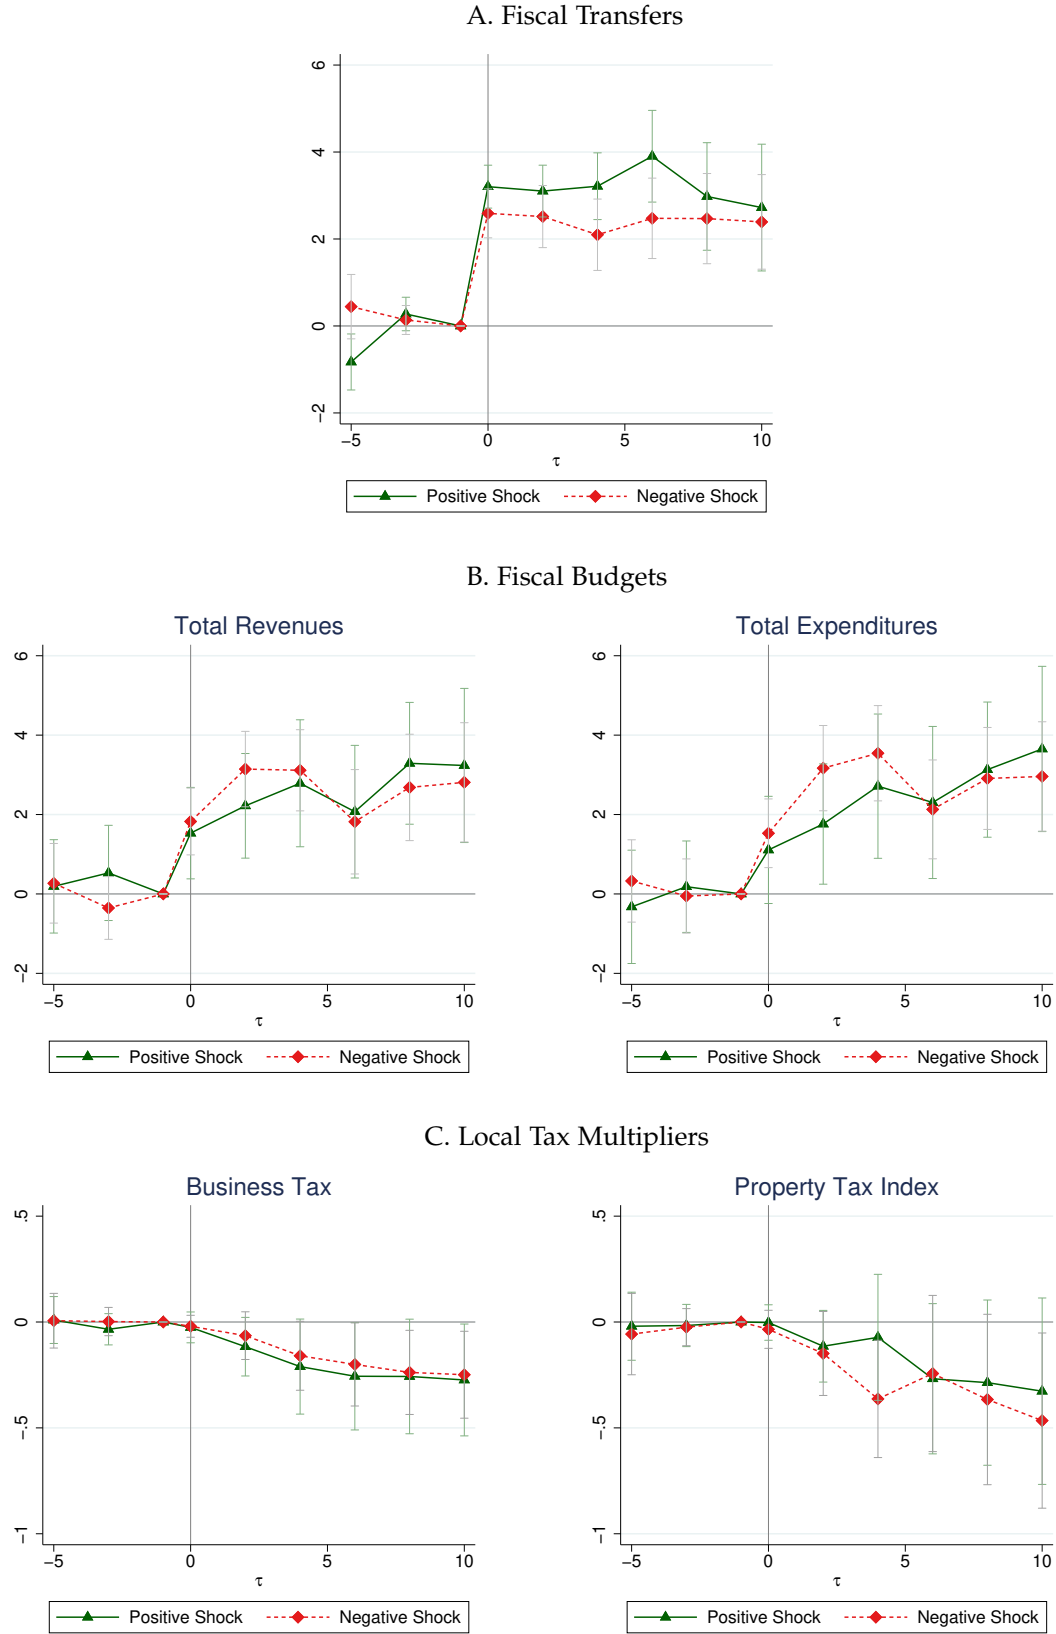 A. Fiscal Transfers
6
4
2
0
−2
−5 0 5 10
τ
Positive Shock Negative Shock
B. Fiscal Budgets
Total Revenues
6
4
2
0
−2
−5 0 5 10
τ
Positive Shock Negative Shock
Total Expenditures
6
4
2
0
−2
−5 0 5 10
τ
Positive Shock Negative Shock
C. Local Tax Multipliers
Business Tax
.5
0
−.5
−1
−5 0 5 10
τ
Positive Shock Negative Shock
Property Tax Index
.5
0
−.5
−1
−5 0 5 10
τ
Positive Shock Negative Shock